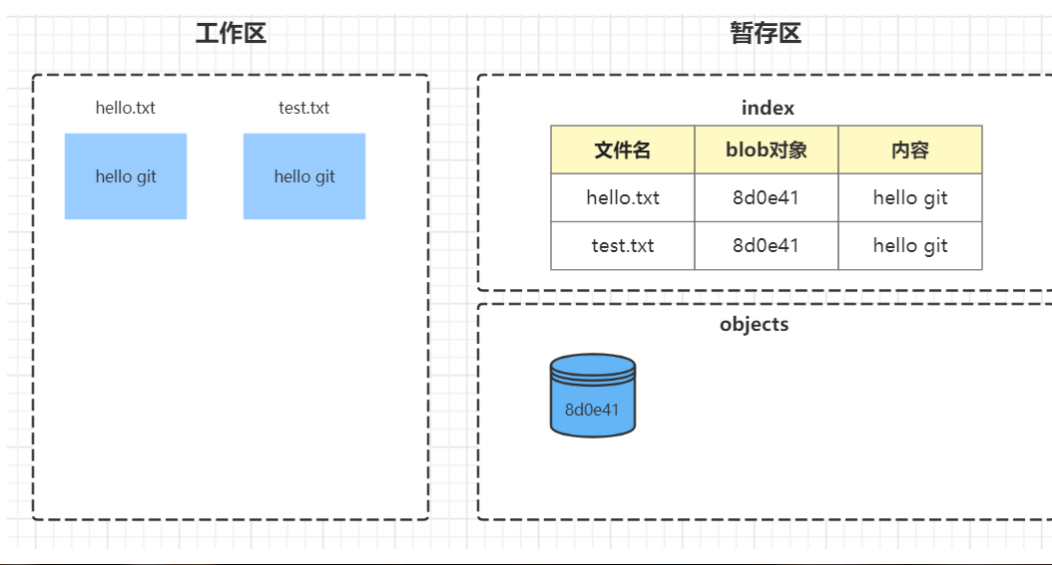 工作区
暂存区
hello.txt
test.txt
hello git
hello git
index
文件名 blob对象 内容
hello.txt 8d0e41 hello git
test.txt 8d0e41 hello git
objects
8d0e41